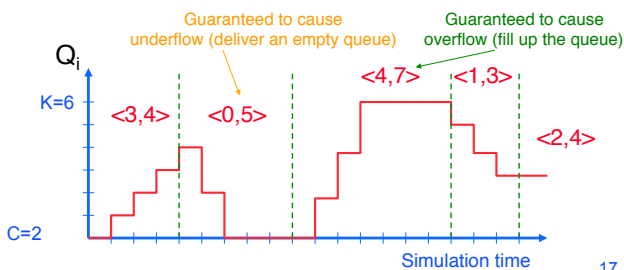 Guaranteed to cause
underflow (deliver an empty queue)
Guaranteed to cause
overflow (fill up the queue)
Qi
K=6
<3,4>
<0,5>
<4,7>
<1,3>
<2,4>
C=2
Simulation time
17